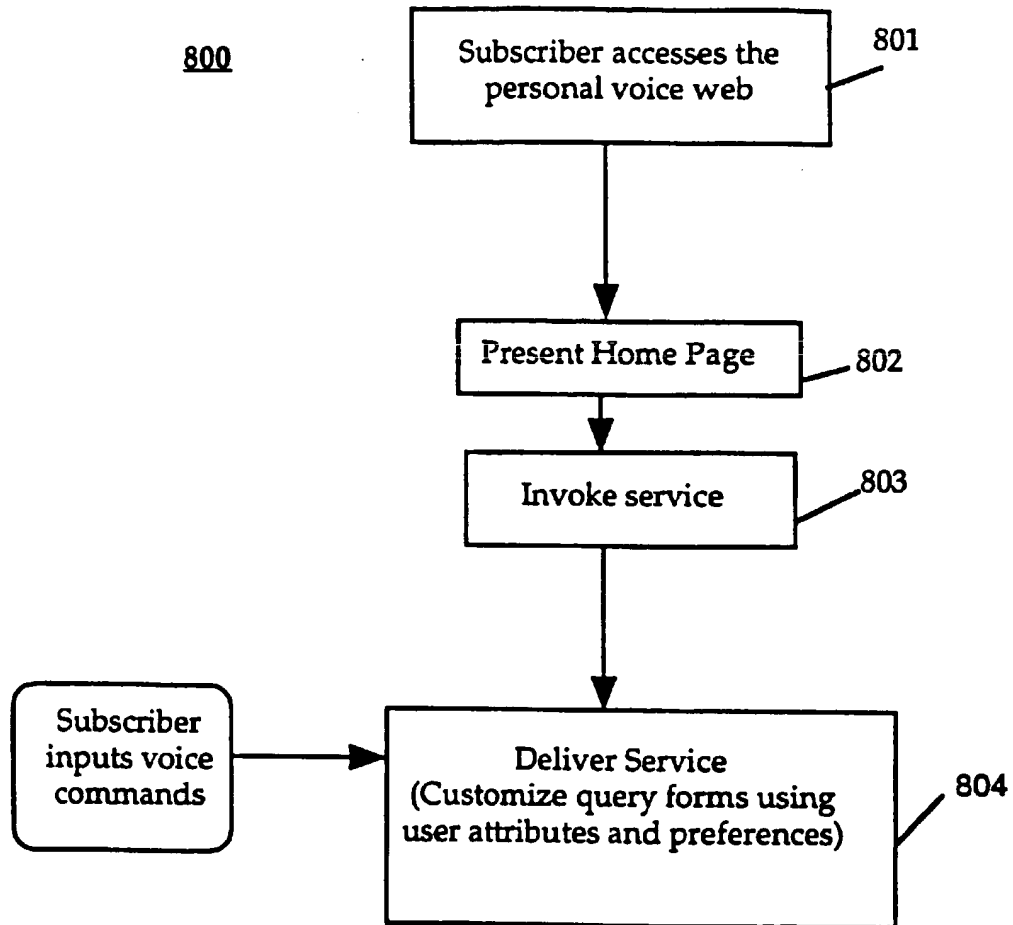 800
Subscriber accesses the
personal voice web
801
Present Home Page
802
Invoke service
803
Subscriber
inputs voice
commands
Deliver Service
(Customize query forms using
user attributes and preferences)
804